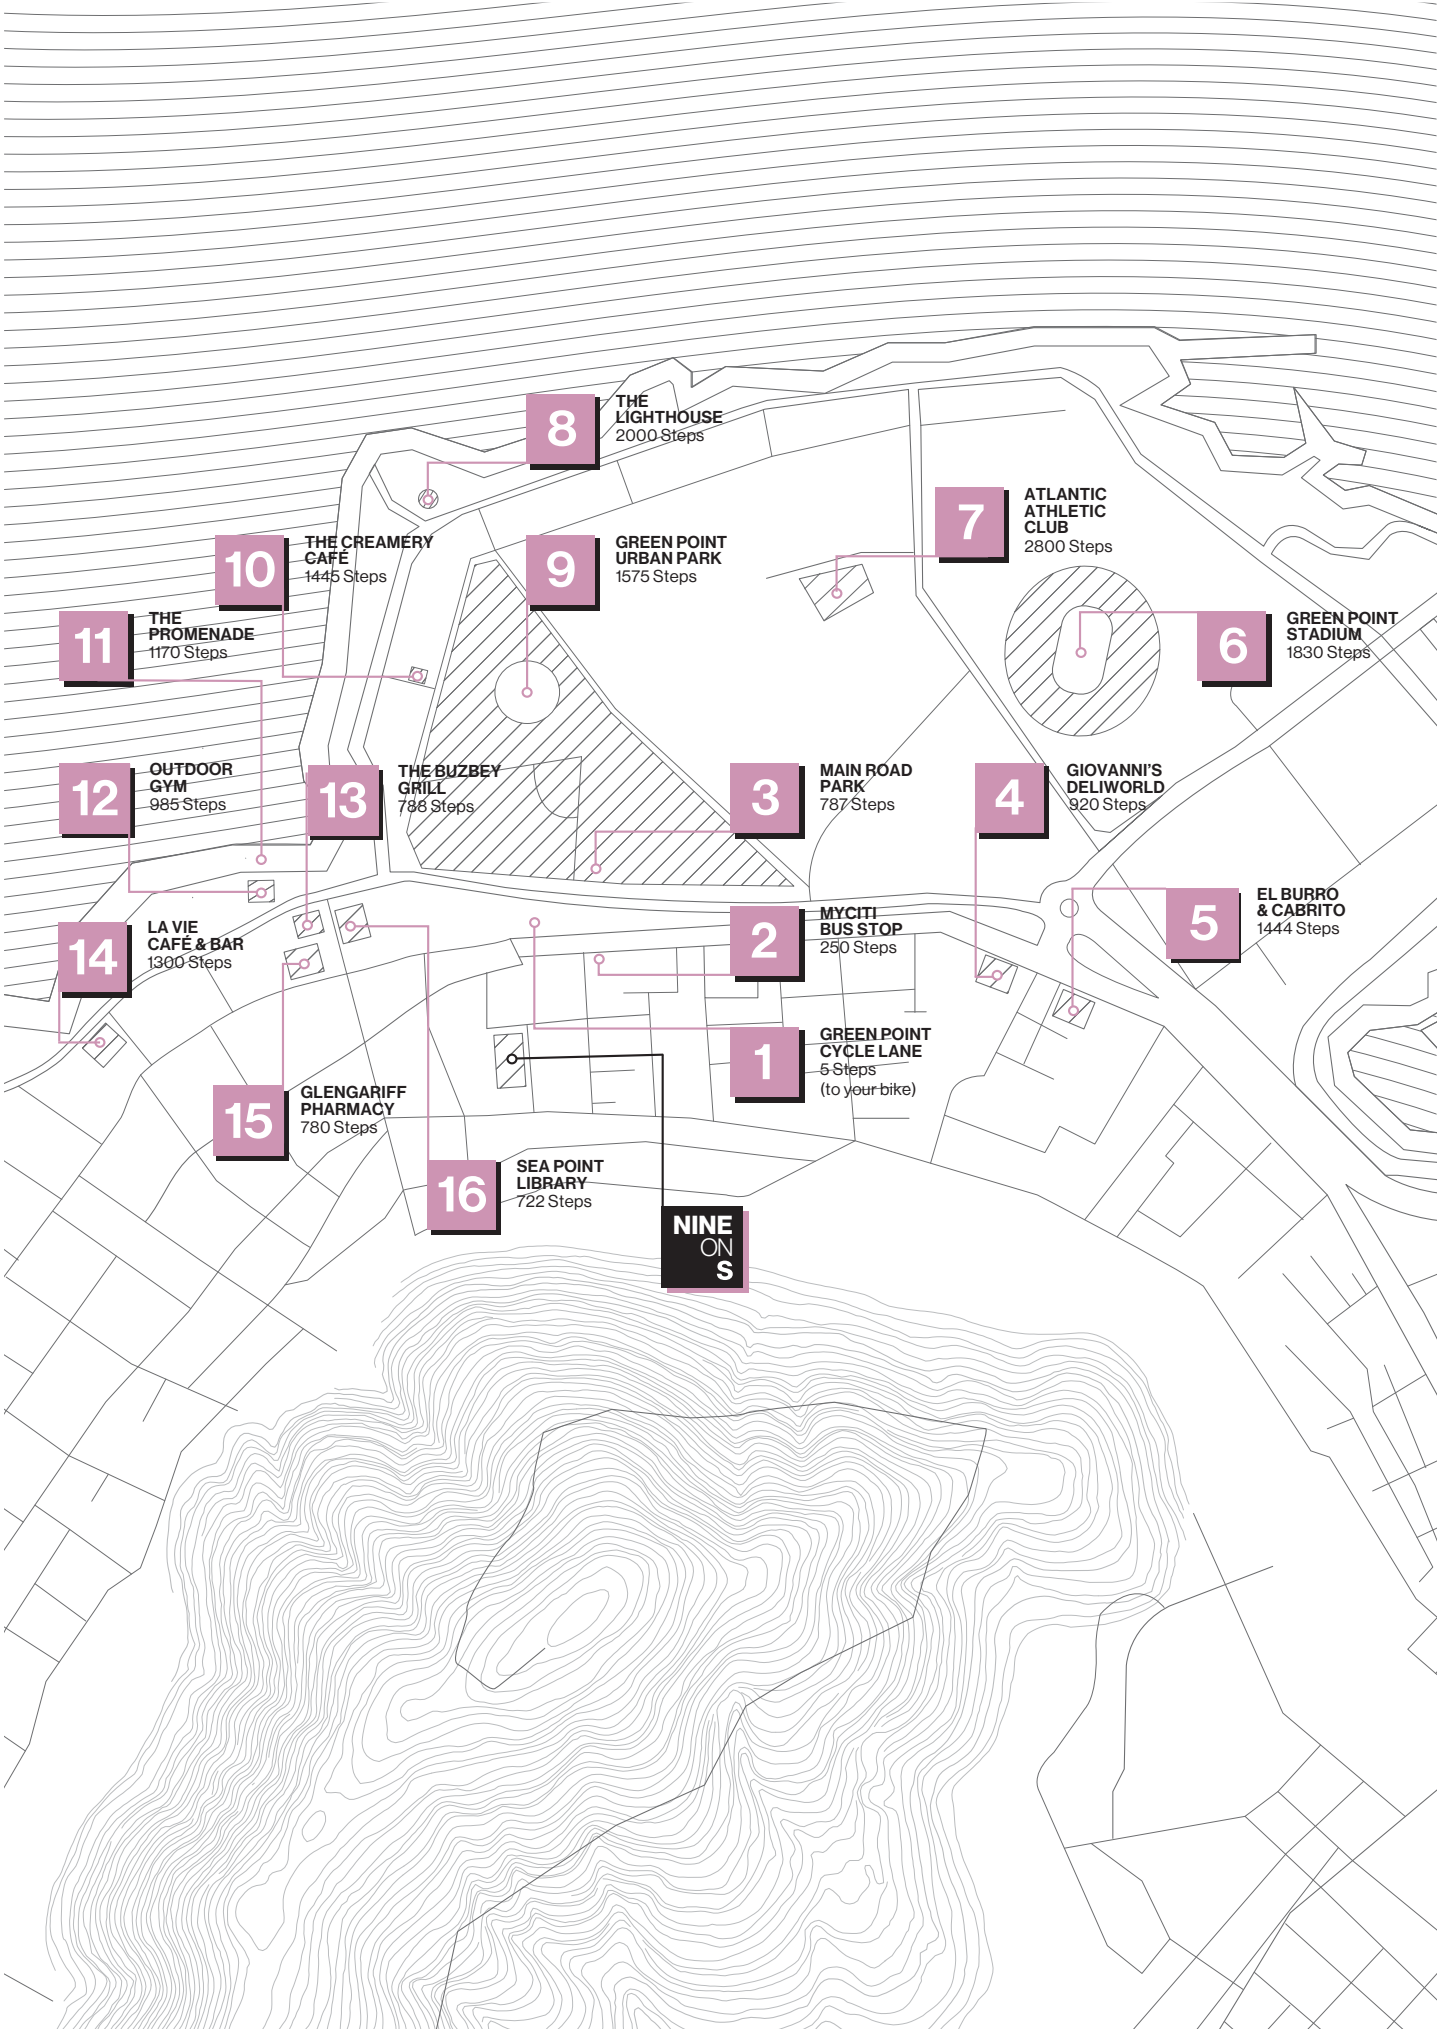 8
THE
LIGHTHOUSE
2000 Steps
7
ATLANTIC
ATHLETIC
CLUB
2800 Steps
10
THE CREAMERY
CAFÉ
1445 Steps
9
GREEN POINT
URBAN PARK
1575 Steps
11
THE
PROMENADE
1170 Steps
6
GREEN POINT
STADIUM
1830 Steps
12
OUTDOOR
GYM
985 Steps
13
THE BUZBEY
GRILL
788 Steps
3
MAIN ROAD
PARK
787 Steps
4
GIOVANNI'S
DELIWORLD
920 Steps
5
EL BURRO
& CABRITO
1444 Steps
14
LA VIE
CAFÉ & BAR
1300 Steps
2
MYCITI
BUS STOP
250 Steps
1
GREEN POINT
CYCLE LANE
5 Steps
(to your bike)
15
GLENGARIFF
PHARMACY
780 Steps
16
SEA POINT
LIBRARY
722 Steps
NINE
ON
S